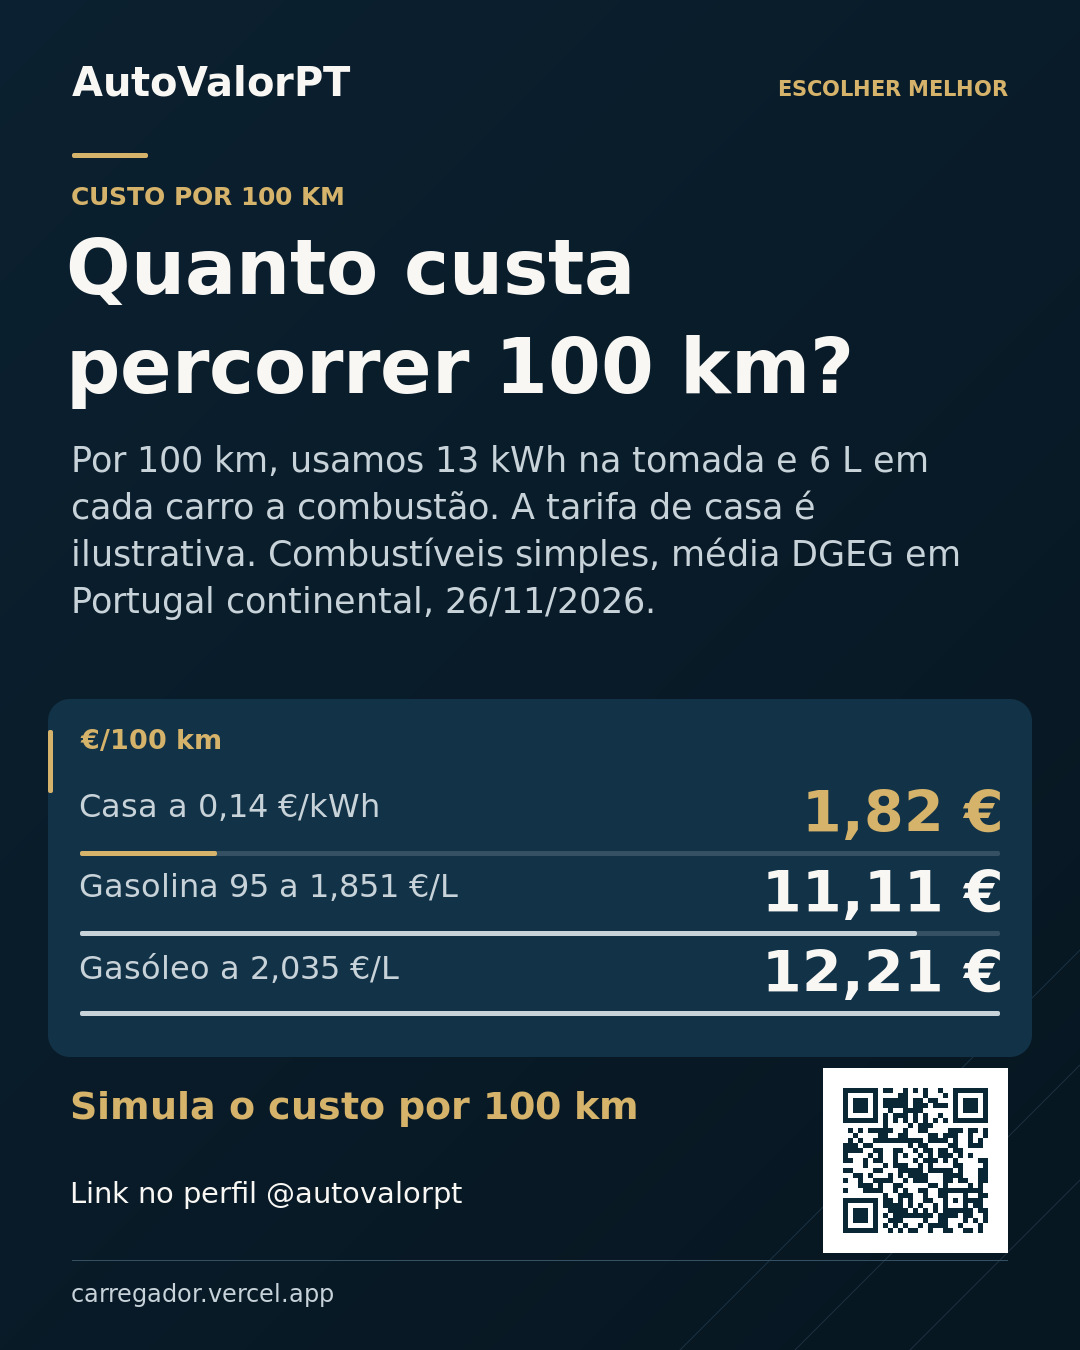 AutoValorPT
ESCOLHER MELHOR
CUSTO POR 100 KM
Quanto custa
percorrer 100 km?
Por 100 km, usamos 13 kWh na tomada e 6 L em
cada carro a combustão. A tarifa de casa é
ilustrativa. Combustíveis simples, média DGEG em
Portugal continental, 26/11/2026.
€/100 km
Casa a 0,14 €/kWh
1,82 €
Gasolina 95 a 1,851 €/L
11,11 €
Gasóleo a 2,035 €/L
12,21 €
Simula o custo por 100 km
Link no perfil @autovalorpt
carregador.vercel.app